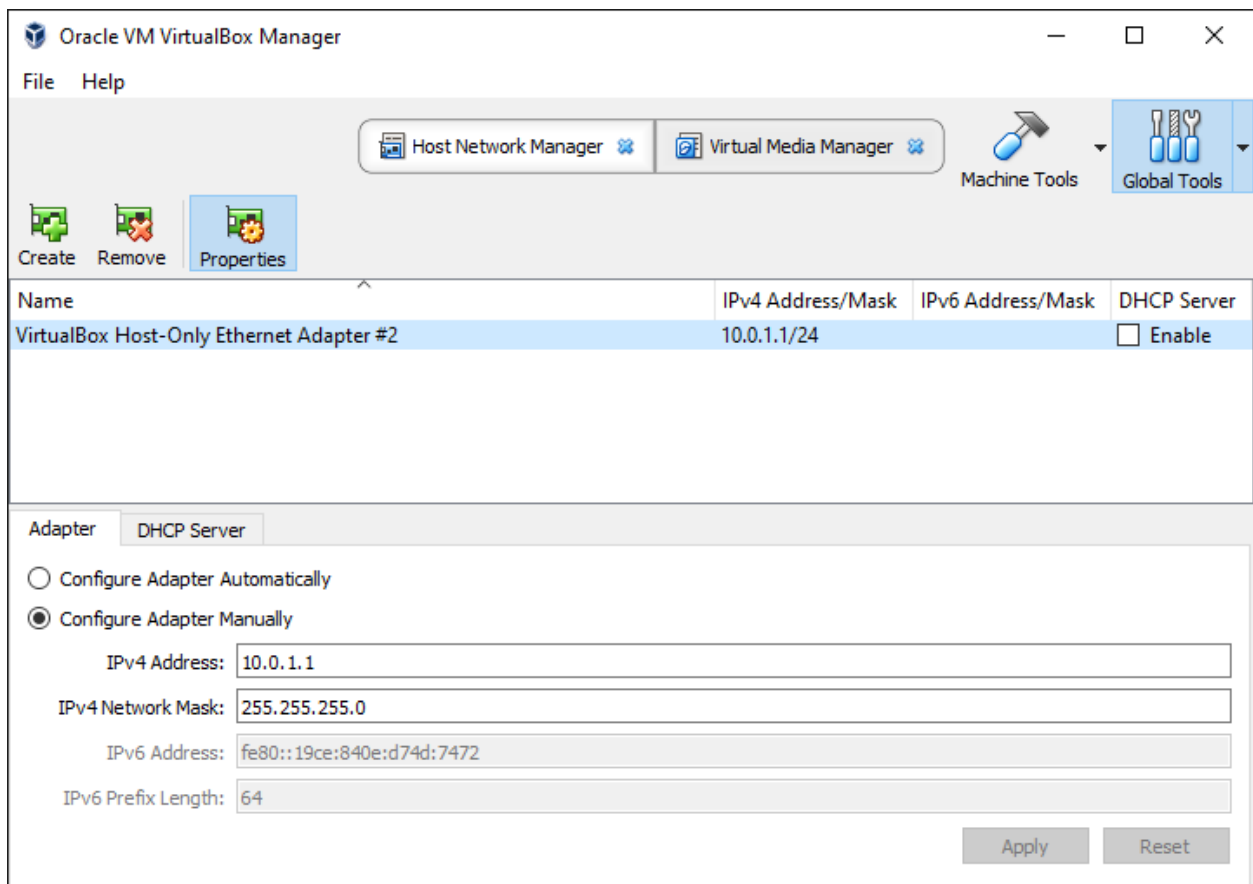 Oracle VM VirtualBox Manager
File Help
Host Network Manager Virtual Media Manager
Machine Tools Global Tools
Create Remove Properties
Name IPv4 Address/Mask IPv6 Address/Mask DHCP Server
VirtualBox Host-Only Ethernet Adapter #2 10.0.1.1/24 Enable
Adapter DHCP Server
Configure Adapter Automatically
Configure Adapter Manually
IPv4 Address: 10.0.1.1
IPv4 Network Mask: 255.255.255.0
IPv6 Address: fe80::19ce:840e:d74d:7472
IPv6 Prefix Length: 64
Apply Reset